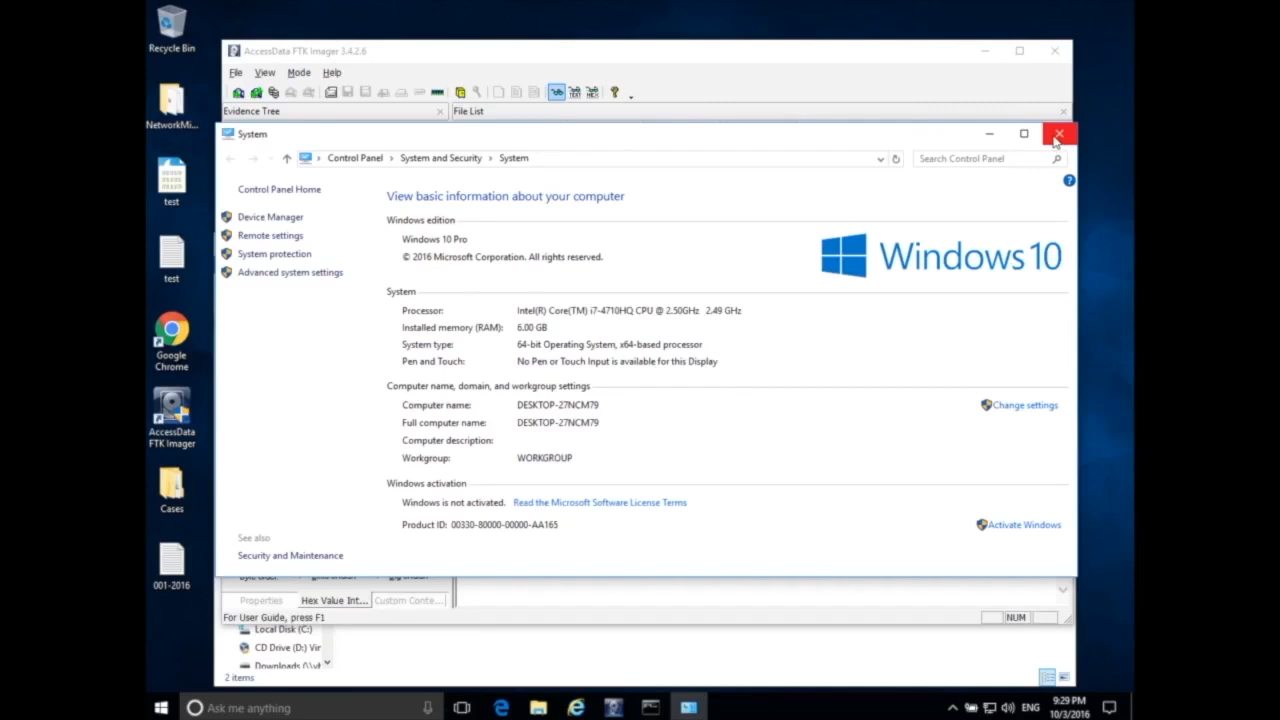 Recycle Bin
NetworkMi...
test
test
Google
Chrome
AccessData
FTK Imager
Cases
001-2016
AccessData FTK Imager 3.4.2.6
File View Mode Help
Evidence Tree
File List
System
Control Panel > System and Security > System
Search Control Panel
Control Panel Home
Device Manager
Remote settings
System protection
Advanced system settings
See also
Security and Maintenance
View basic information about your computer
Windows edition
Windows 10 Pro
© 2016 Microsoft Corporation. All rights reserved.
Windows 10
System
Processor: Intel(R) Core(TM) i7-4710HQ CPU @ 2.50GHz 2.49 GHz
Installed memory (RAM): 6.00 GB
System type: 64-bit Operating System, x64-based processor
Pen and Touch: No Pen or Touch Input is available for this Display
Computer name, domain, and workgroup settings
Computer name: DESKTOP-27NCM79
Change settings
Full computer name: DESKTOP-27NCM79
Computer description:
Workgroup: WORKGROUP
Windows activation
Windows is not activated. Read the Microsoft Software License Terms
Product ID: 00330-80000-00000-AA165
Activate Windows
Properties Hex Value Int... Custom Conte...
For User Guide, press F1
NUM
Local Disk (C:)
CD Drive (D:) Vir
Downloads (\\vb
2 items
Ask me anything
ENG
9:29 PM
10/3/2016